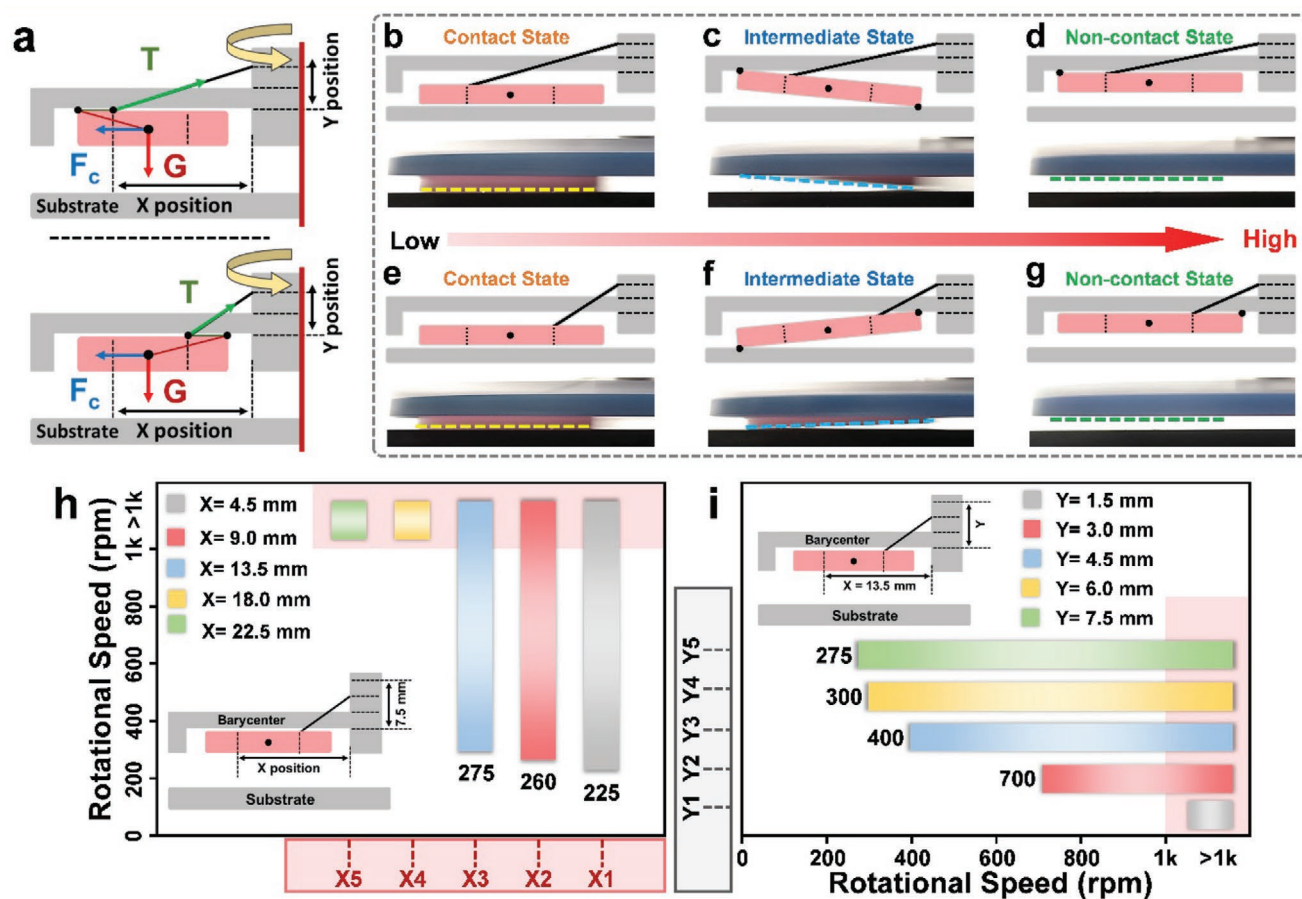 a
T
Y position
Fc
G
Substrate
X position
T
Y position
Fc
G
Substrate
X position
b
Contact State
c
Intermediate State
d
Non-contact State
Low
High
e
Contact State
f
Intermediate State
g
Non-contact State
h
Rotational Speed (rpm)
>1k
1k
800
600
400
200
0
X= 4.5 mm
X= 9.0 mm
X= 13.5 mm
X= 18.0 mm
X= 22.5 mm
Barycenter
7.5 mm
X position
Substrate
275
260
225
X5
X4
X3
X2
X1
i
Y5
Y4
Y3
Y2
Y1
Barycenter
Y
X = 13.5 mm
Substrate
Y= 1.5 mm
Y= 3.0 mm
Y= 4.5 mm
Y= 6.0 mm
Y= 7.5 mm
275
300
400
700
0
200
400
600
800
1k
>1k
Rotational Speed (rpm)